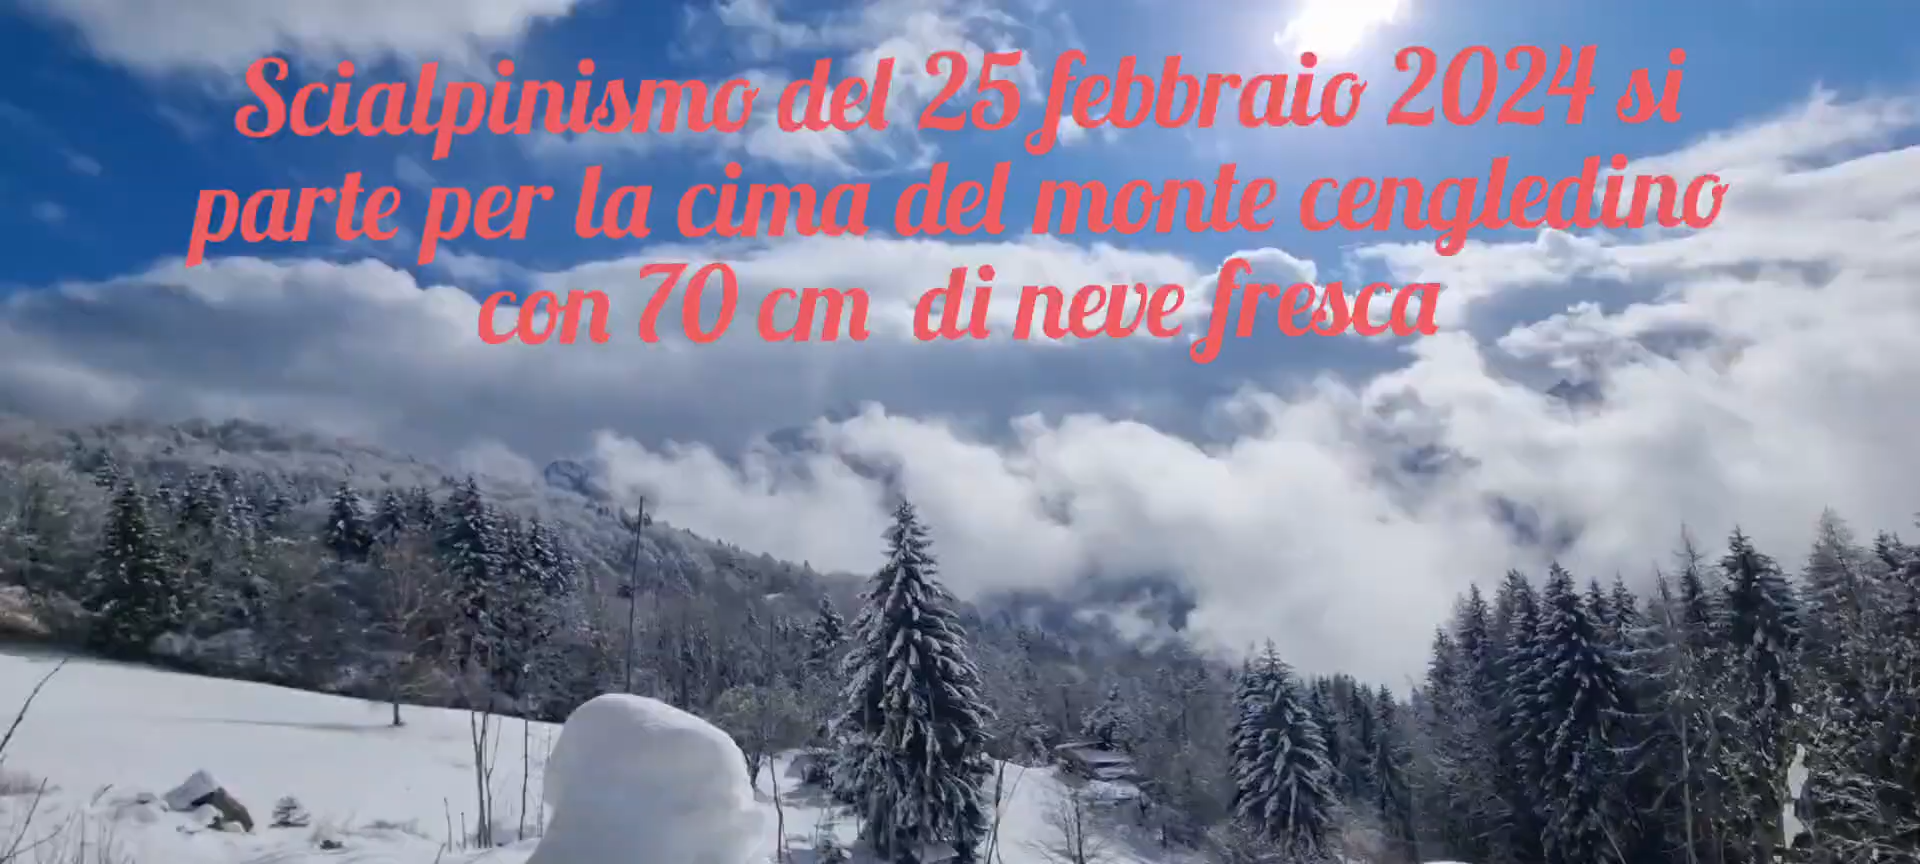 Scialpinismo del 25 febbraio 2024 si
parte per la cima del monte cengledino
con 70 cm  di neve fresca